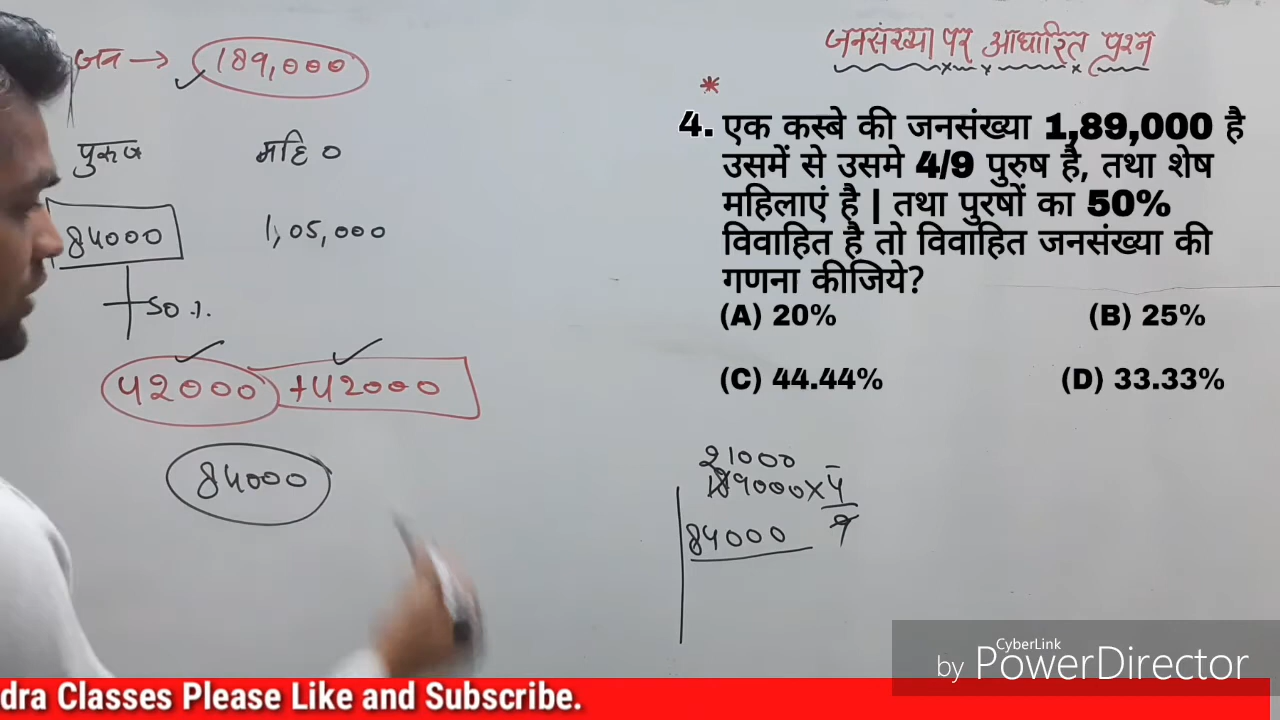 जन → 189,000
पुरुष महि०
84000 1,05,000
50%
42000 +42000
84000
जनसंख्या पर आधारित प्रश्न
*
4. एक कस्बे की जनसंख्या 1,89,000 है
उसमें से उसमे 4/9 पुरुष है, तथा शेष
महिलाएं है | तथा पुरषों का 50%
विवाहित है तो विवाहित जनसंख्या की
गणना कीजिये?
(A) 20% (B) 25%
(C) 44.44% (D) 33.33%
21000
189000×4
84000 9
CyberLink
by PowerDirector
dra Classes Please Like and Subscribe.